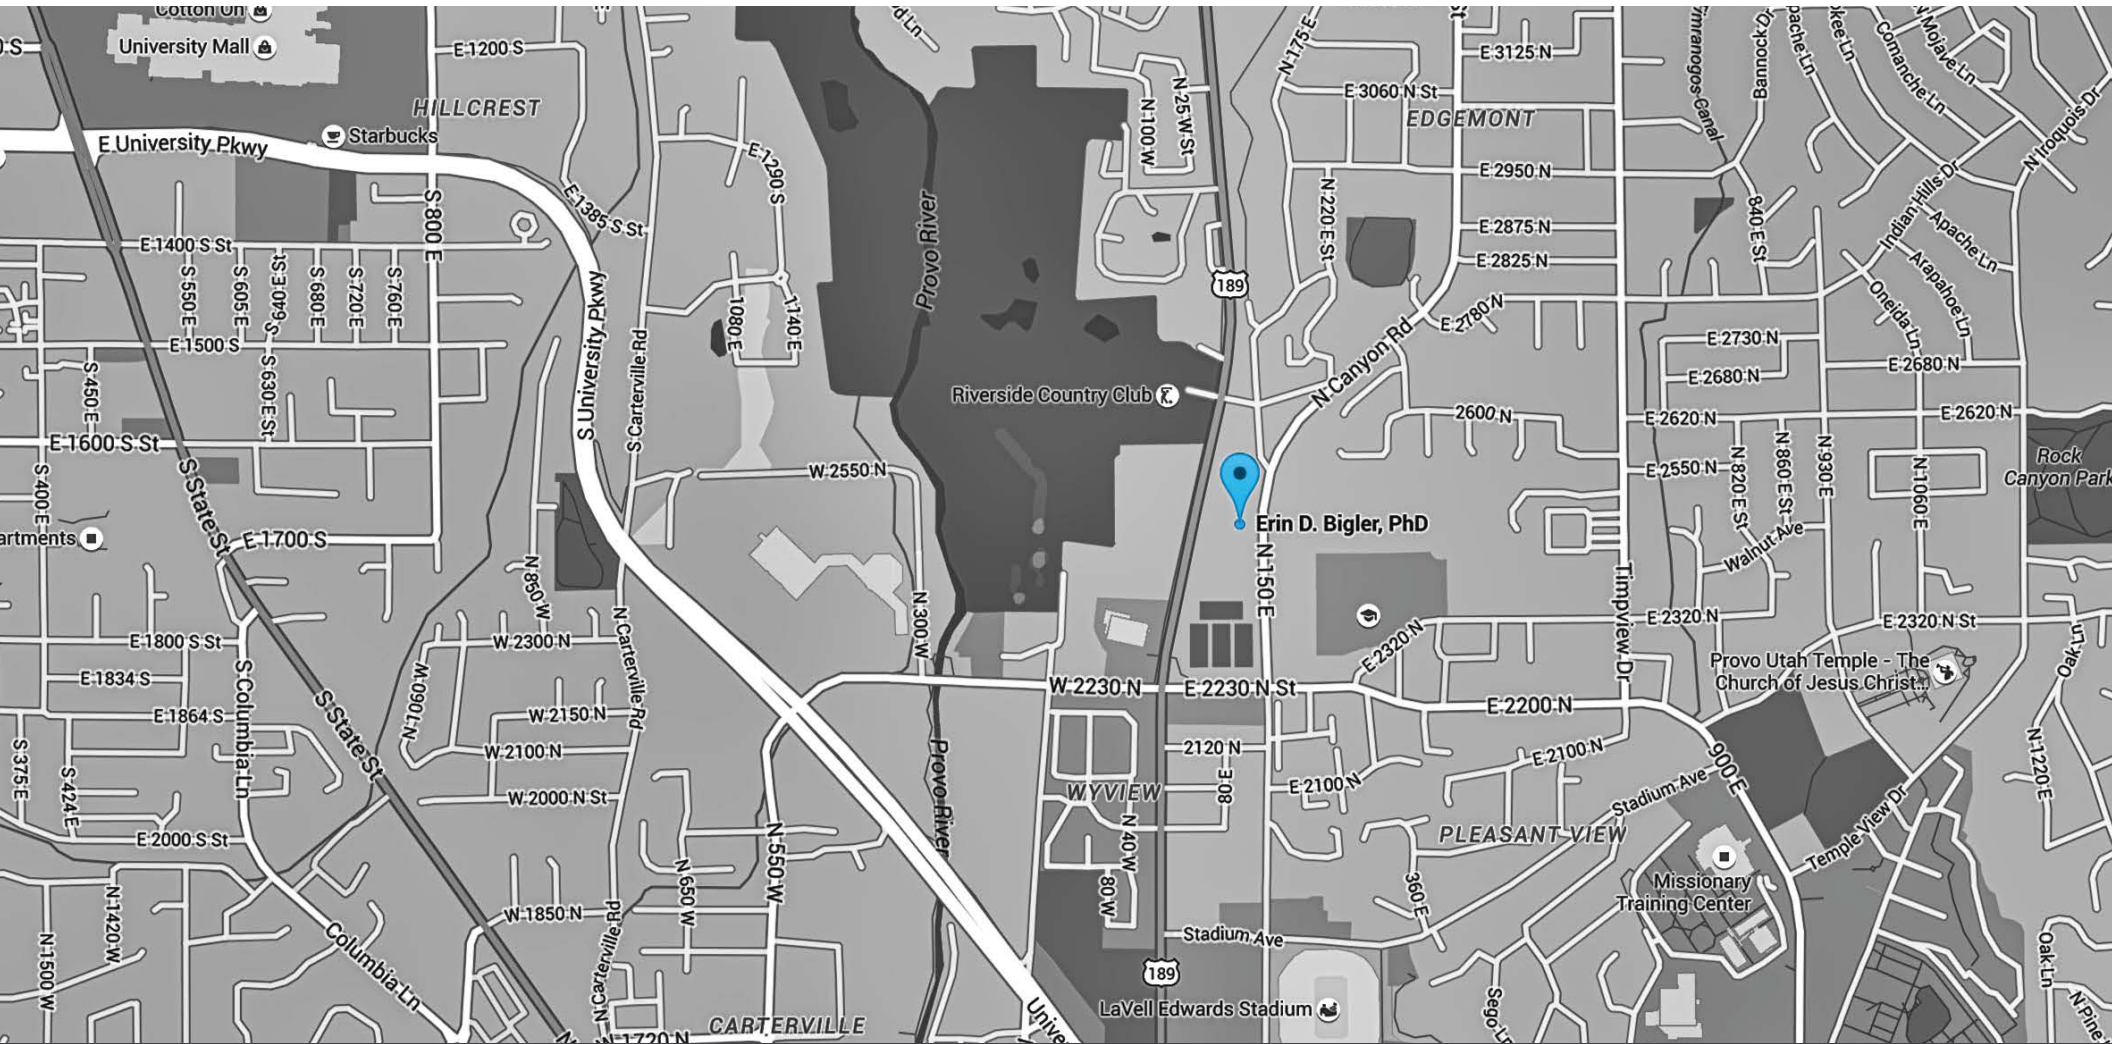 Cotton On
University Mall
E 1200 S
HILLCREST
Starbucks
E University Pkwy
E 1385 S St
E 1290 S
Provo River
N 100 W
N 25 W St
N 175 E
E 3060 N St
EDGEMONT
E 3125 N
E 2950 N
E 2875 N
E 2825 N
Bannock Dr
Comanche Ln
N Mojave Ln
N Iroquois Dr
Indian Hills Dr
Apache Ln
Arapahoe Ln
Oneida Ln
840 E St
S 800 E
E 1400 S St
S 550 E
S 605 E
S 640 E St
S 680 E
S 720 E
S 760 E
1080 E
1140 E
189
N 220 E St
E 2780 N
N Canyon Rd
E 1500 S
S 450 E
S 630 E St
S University Pkwy
S Carterville Rd
Riverside Country Club
E 2730 N
E 2680 N
E 2680 N
2600 N
E 2620 N
E 2620 N
E 1600 S St
S 400 E
S State St
W 2550 N
E 2550 N
N 820 E St
N 860 E St
N 930 E
N 1060 E
Rock
Canyon Park
Erin D. Bigler, PhD
artments
E 1700 S
N 850 W
N 150 E
Walnut Ave
Timpview Dr
N 300 W
E 1800 S St
W 2300 N
N Carterville Rd
E 2320 N
E 2320 N
E 2320 N St
E 1834 S
S Columbia Ln
N 1060 W
W 2230 N
E 2230 N St
Provo Utah Temple - The
Church of Jesus Christ...
E 1864 S
W 2150 N
E 2200 N
S 375 E
S 424 E
S State St
W 2100 N
2120 N
E 2100 N
E 2100 N
900 E
N 1220 E
W 2000 N St
Provo River
WYVIEW
80 E
Stadium Ave
PLEASANT VIEW
Temple View Dr
E 2000 S St
N 550 W
N 650 W
N 40 W
80 W
360 E
Missionary
Training Center
N 1420 W
W 1850 N
N 1500 W
Columbia Ln
N Carterville Rd
Stadium Ave
189
LaVell Edwards Stadium
Oak Ln
CARTERVILLE